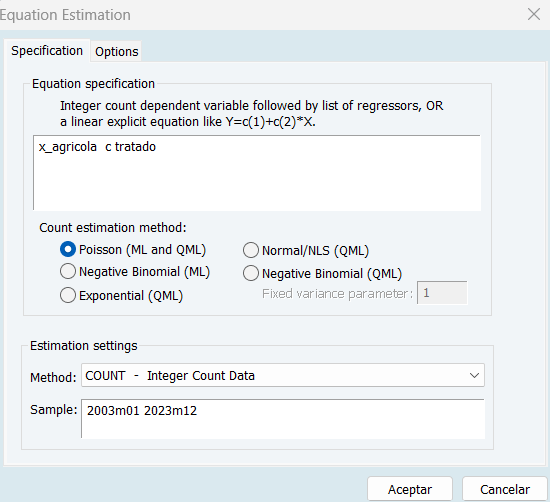 Equation Estimation
Specification
Options
Equation specification
Integer count dependent variable followed by list of regressors, OR
a linear explicit equation like Y=c(1)+c(2)*X.
x_agricola c tratado
Count estimation method:
Poisson (ML and QML)
Normal/NLS (QML)
Negative Binomial (ML)
Negative Binomial (QML)
Exponential (QML)
Fixed variance parameter: 1
Estimation settings
Method: COUNT - Integer Count Data
Sample: 2003m01 2023m12
Aceptar
Cancelar